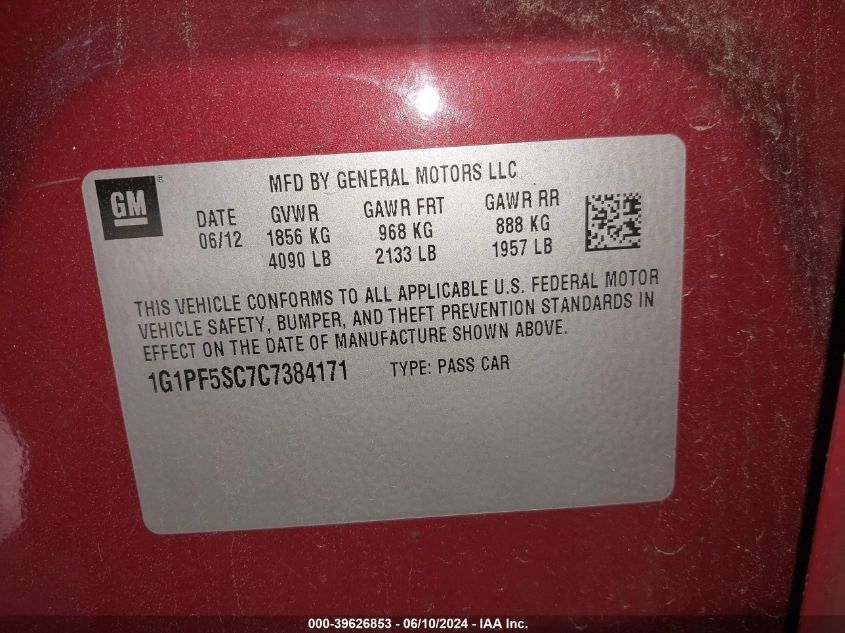 GM®
MFD BY GENERAL MOTORS LLC
DATE GVWR GAWR FRT GAWR RR
06/12 1856 KG 968 KG 888 KG
4090 LB 2133 LB 1957 LB
THIS VEHICLE CONFORMS TO ALL APPLICABLE U.S. FEDERAL MOTOR
VEHICLE SAFETY, BUMPER, AND THEFT PREVENTION STANDARDS IN
EFFECT ON THE DATE OF MANUFACTURE SHOWN ABOVE.
1G1PF5SC7C7384171 TYPE: PASS CAR
000-39626853 - 06/10/2024 - IAA Inc.